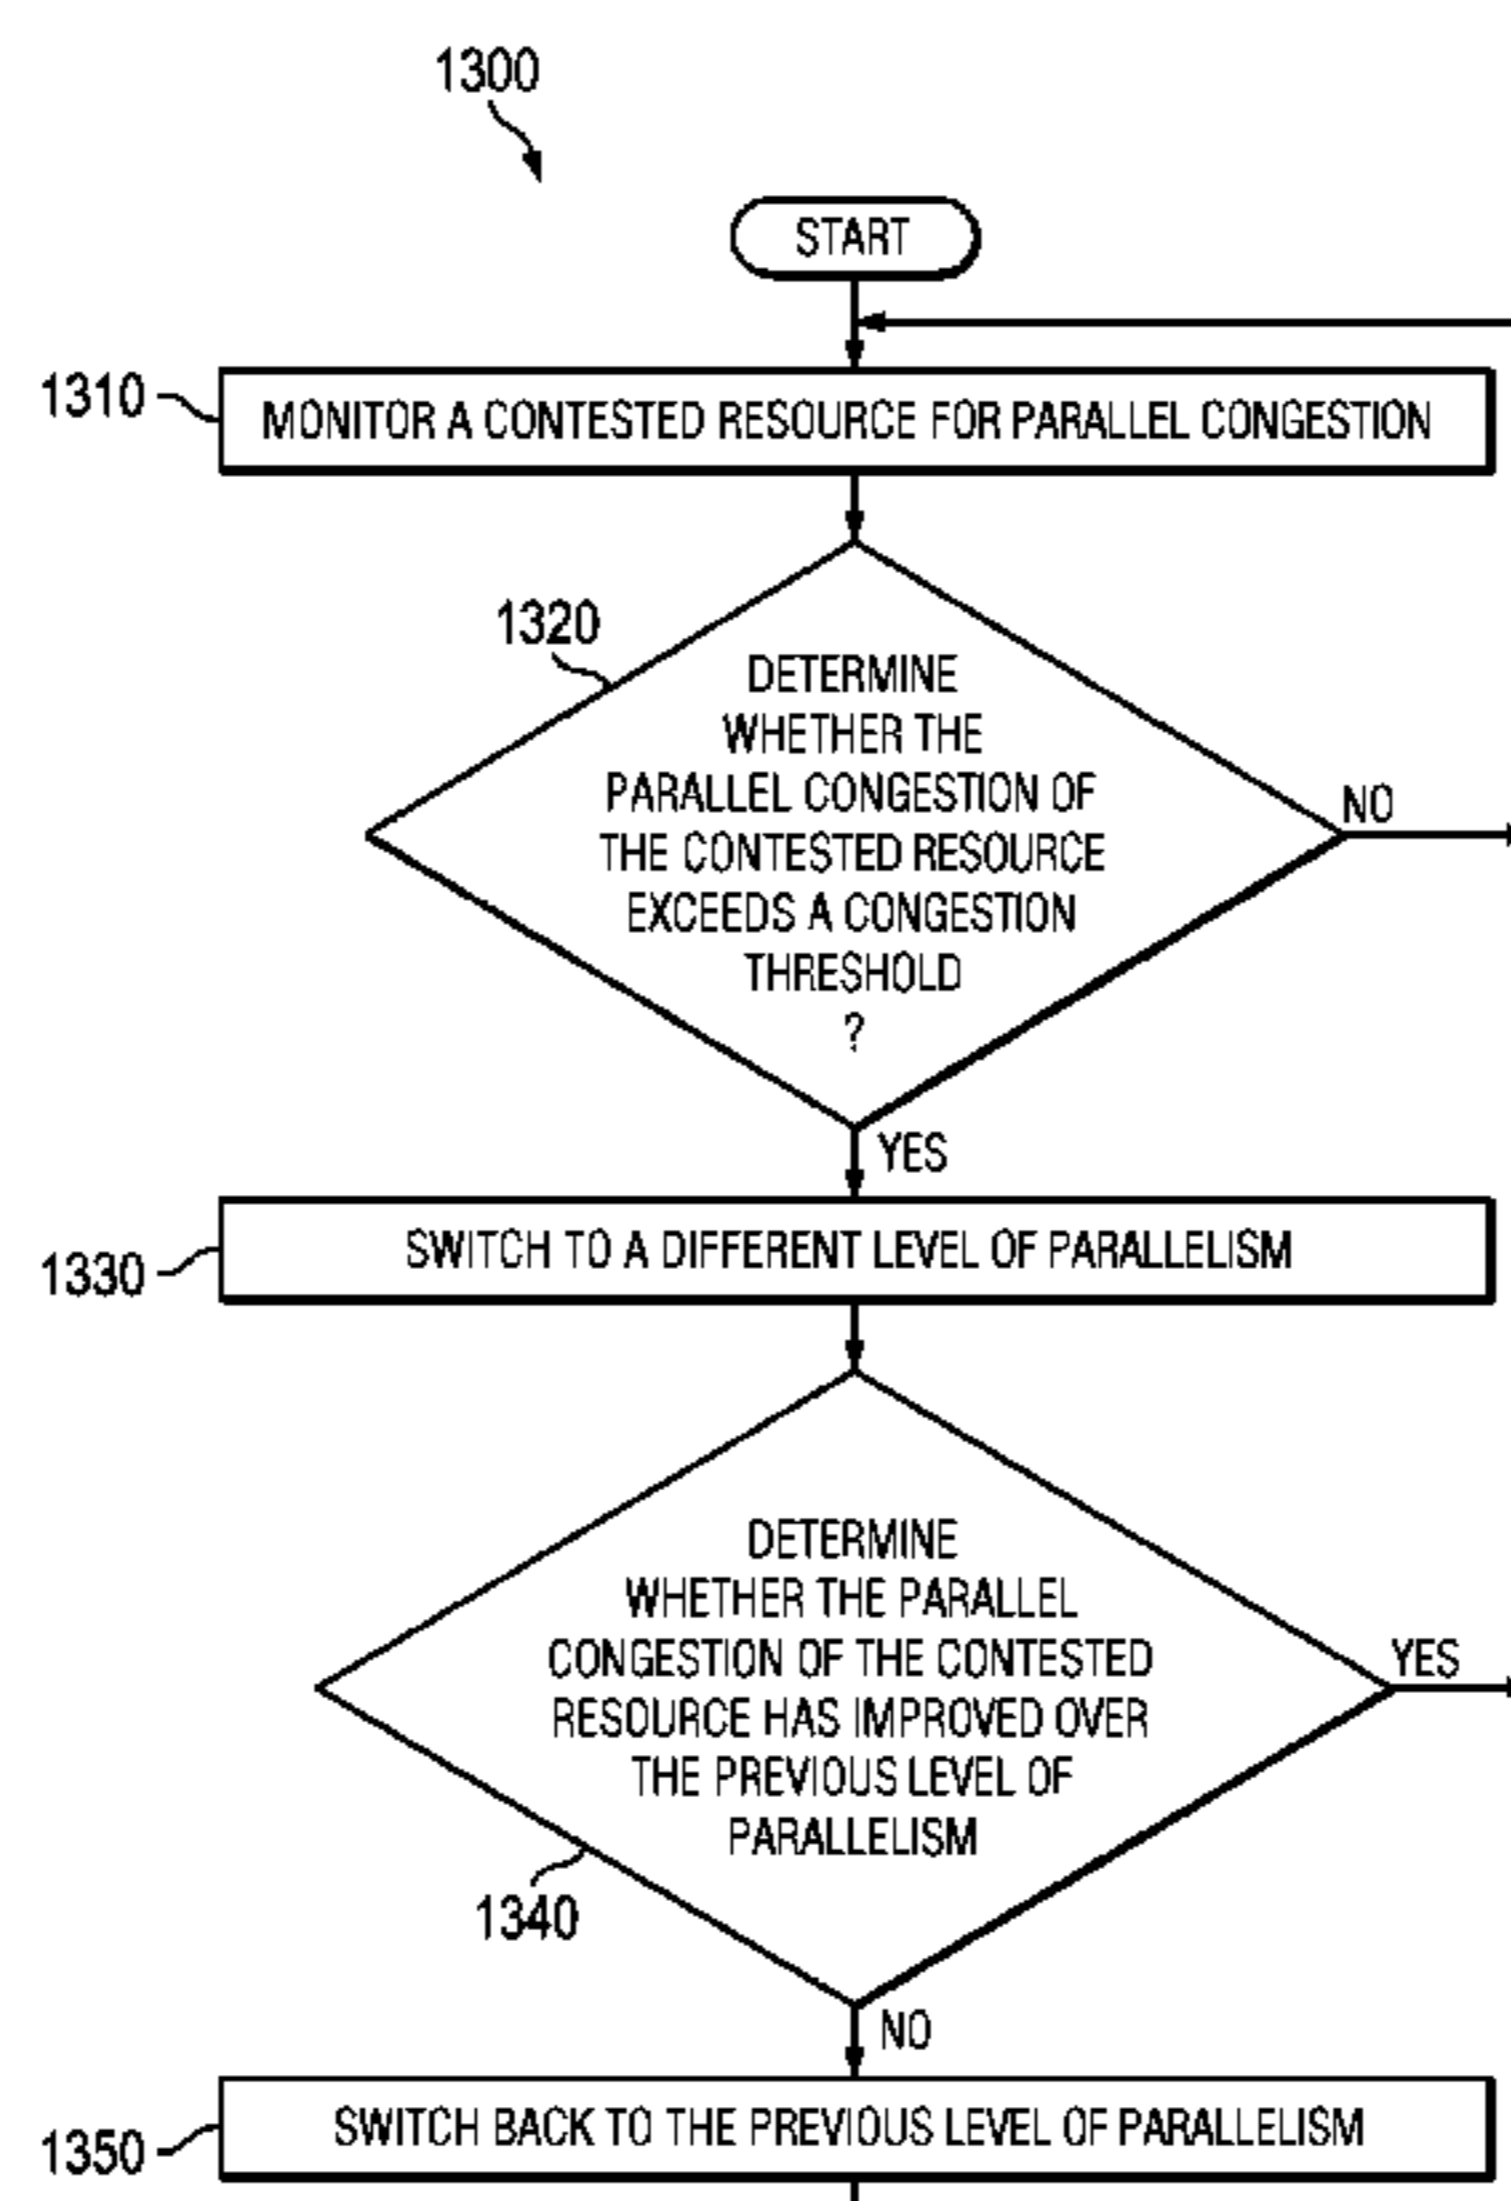 1300
START
1310
MONITOR A CONTESTED RESOURCE FOR PARALLEL CONGESTION
1320
DETERMINE
WHETHER THE
PARALLEL CONGESTION OF
THE CONTESTED RESOURCE
EXCEEDS A CONGESTION
THRESHOLD
?
NO
YES
1330
SWITCH TO A DIFFERENT LEVEL OF PARALLELISM
DETERMINE
WHETHER THE PARALLEL
CONGESTION OF THE CONTESTED
RESOURCE HAS IMPROVED OVER
THE PREVIOUS LEVEL OF
PARALLELISM
YES
1340
NO
1350
SWITCH BACK TO THE PREVIOUS LEVEL OF PARALLELISM